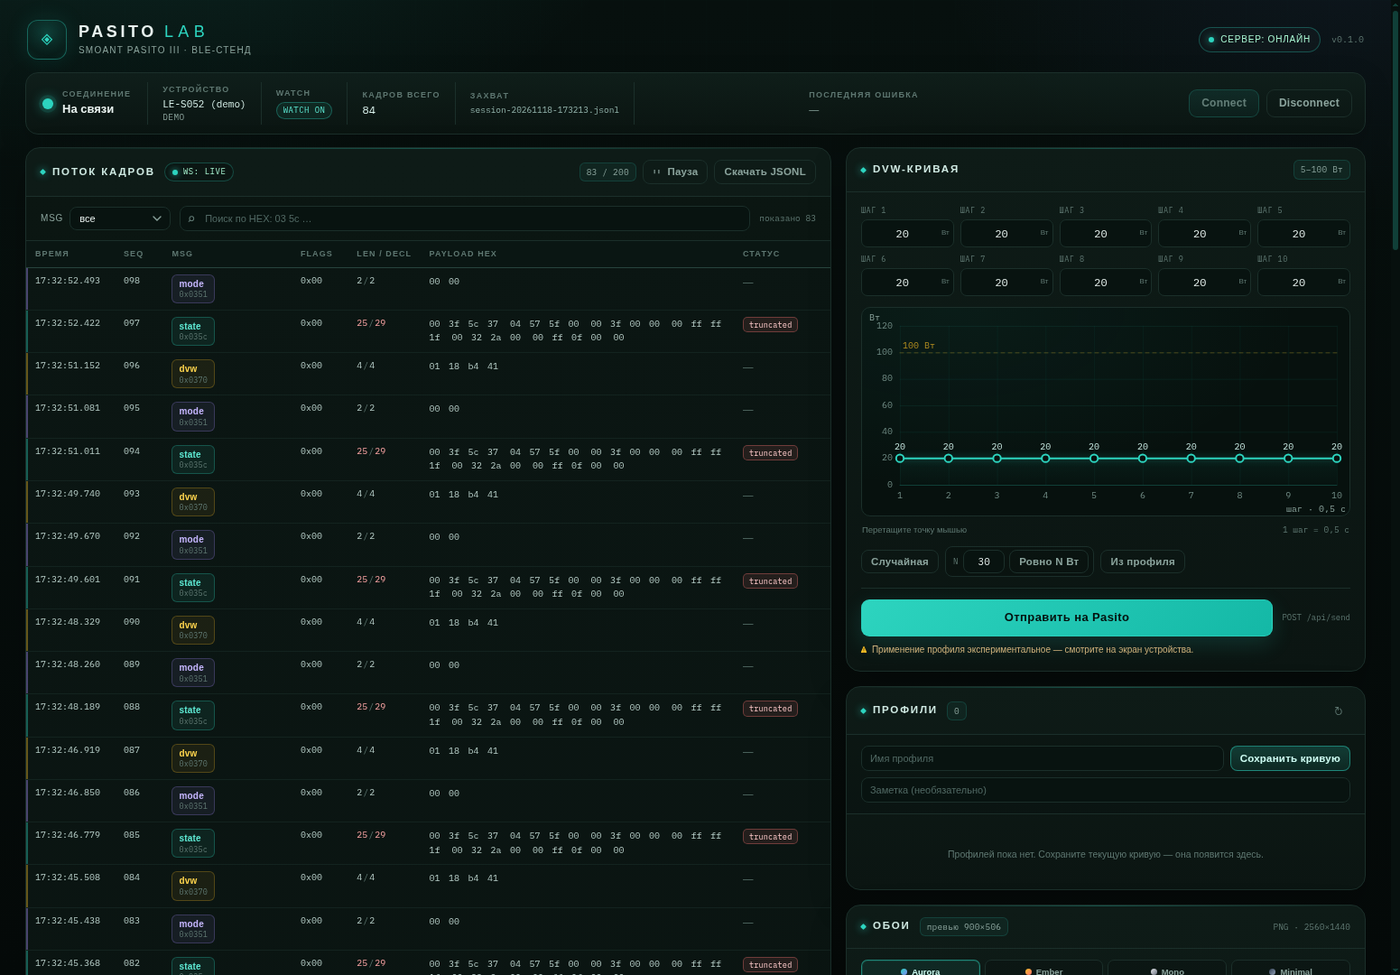 PASITO LAB
SMOANT PASITO III · BLE-СТЕНД
СЕРВЕР: ОНЛАЙН
v0.1.0
СОЕДИНЕНИЕ
На связи
УСТРОЙСТВО
LE-S052 (demo)
DEMO
WATCH
WATCH ON
КАДРОВ ВСЕГО
84
ЗАХВАТ
session-20261118-173213.jsonl
ПОСЛЕДНЯЯ ОШИБКА
—
Connect
Disconnect
ПОТОК КАДРОВ
WS: LIVE
83 / 200
Пауза
Скачать JSONL
MSG
все
Поиск по HEX: 03 5c …
показано 83
ВРЕМЯ SEQ MSG FLAGS LEN / DECL PAYLOAD HEX СТАТУС
17:32:52.493 098 mode 0x00 2/2 00 00 —
0x0351
17:32:52.422 097 state 0x00 25/29 00 3f 5c 37 04 57 5f 00 00 3f 00 00 00 ff ff truncated
0x035c 1f 00 32 2a 00 00 ff 0f 00 00
17:32:51.152 096 dvw 0x00 4/4 01 18 b4 41 —
0x0370
17:32:51.081 095 mode 0x00 2/2 00 00 —
0x0351
17:32:51.011 094 state 0x00 25/29 00 3f 5c 37 04 57 5f 00 00 3f 00 00 00 ff ff truncated
0x035c 1f 00 32 2a 00 00 ff 0f 00 00
17:32:49.740 093 dvw 0x00 4/4 01 18 b4 41 —
0x0370
17:32:49.670 092 mode 0x00 2/2 00 00 —
0x0351
17:32:49.601 091 state 0x00 25/29 00 3f 5c 37 04 57 5f 00 00 3f 00 00 00 ff ff truncated
0x035c 1f 00 32 2a 00 00 ff 0f 00 00
17:32:48.329 090 dvw 0x00 4/4 01 18 b4 41 —
0x0370
17:32:48.260 089 mode 0x00 2/2 00 00 —
0x0351
17:32:48.189 088 state 0x00 25/29 00 3f 5c 37 04 57 5f 00 00 3f 00 00 00 ff ff truncated
0x035c 1f 00 32 2a 00 00 ff 0f 00 00
17:32:46.919 087 dvw 0x00 4/4 01 18 b4 41 —
0x0370
17:32:46.850 086 mode 0x00 2/2 00 00 —
0x0351
17:32:46.779 085 state 0x00 25/29 00 3f 5c 37 04 57 5f 00 00 3f 00 00 00 ff ff truncated
0x035c 1f 00 32 2a 00 00 ff 0f 00 00
17:32:45.508 084 dvw 0x00 4/4 01 18 b4 41 —
0x0370
17:32:45.438 083 mode 0x00 2/2 00 00 —
0x0351
17:32:45.368 082 state 0x00 25/29 00 3f 5c 37 04 57 5f 00 00 3f 00 00 00 ff ff truncated
DVW-КРИВАЯ
5–100 Вт
ШАГ 1 ШАГ 2 ШАГ 3 ШАГ 4 ШАГ 5
20 Вт 20 Вт 20 Вт 20 Вт 20 Вт
ШАГ 6 ШАГ 7 ШАГ 8 ШАГ 9 ШАГ 10
20 Вт 20 Вт 20 Вт 20 Вт 20 Вт
Вт
120
100 Вт
100
80
60
40
20 20 20 20 20 20 20 20 20 20
20
0
1 2 3 4 5 6 7 8 9 10
шаг · 0,5 с
Перетащите точку мышью
1 шаг = 0,5 с
Случайная
N 30 Ровно N Вт
Из профиля
Отправить на Pasito
POST /api/send
Применение профиля экспериментальное — смотрите на экран устройства.
ПРОФИЛИ
0
Имя профиля
Сохранить кривую
Заметка (необязательно)
Профилей пока нет. Сохраните текущую кривую — она появится здесь.
ОБОИ
превью 900×506
PNG · 2560×1440
Aurora Ember Mono Minimal